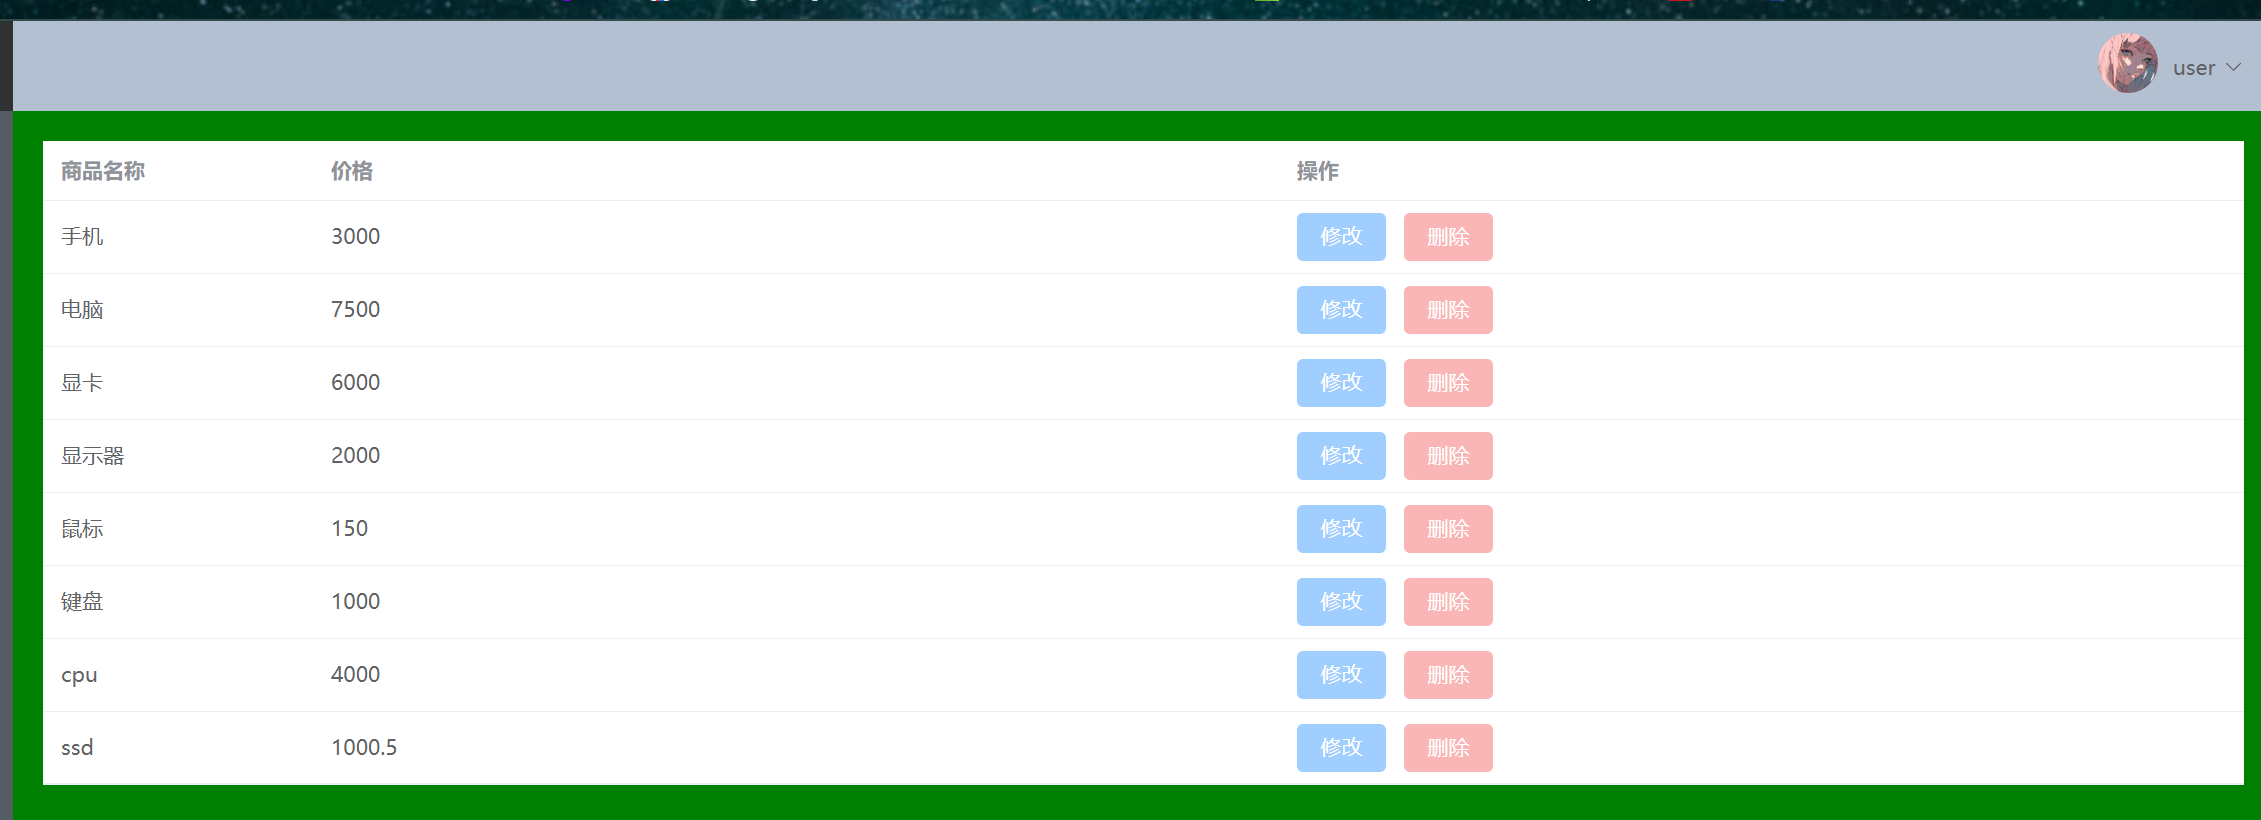 user
商品名称 价格 操作
手机 3000 修改 删除
电脑 7500 修改 删除
显卡 6000 修改 删除
显示器 2000 修改 删除
鼠标 150 修改 删除
键盘 1000 修改 删除
cpu 4000 修改 删除
ssd 1000.5 修改 删除